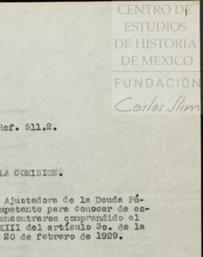 CENTRO DE
ESTUDIOS
DE HISTORIA
DE MEXICO
FUNDACIÓN
Carlos Slim
Ref. 511.2.
LA COMISION.
Ajustadora de la Deuda Pú-
mpetente para conocer de es-
encontrarse comprendido el
XIII del artículo 3o. de la
20 de febrero de 1929.